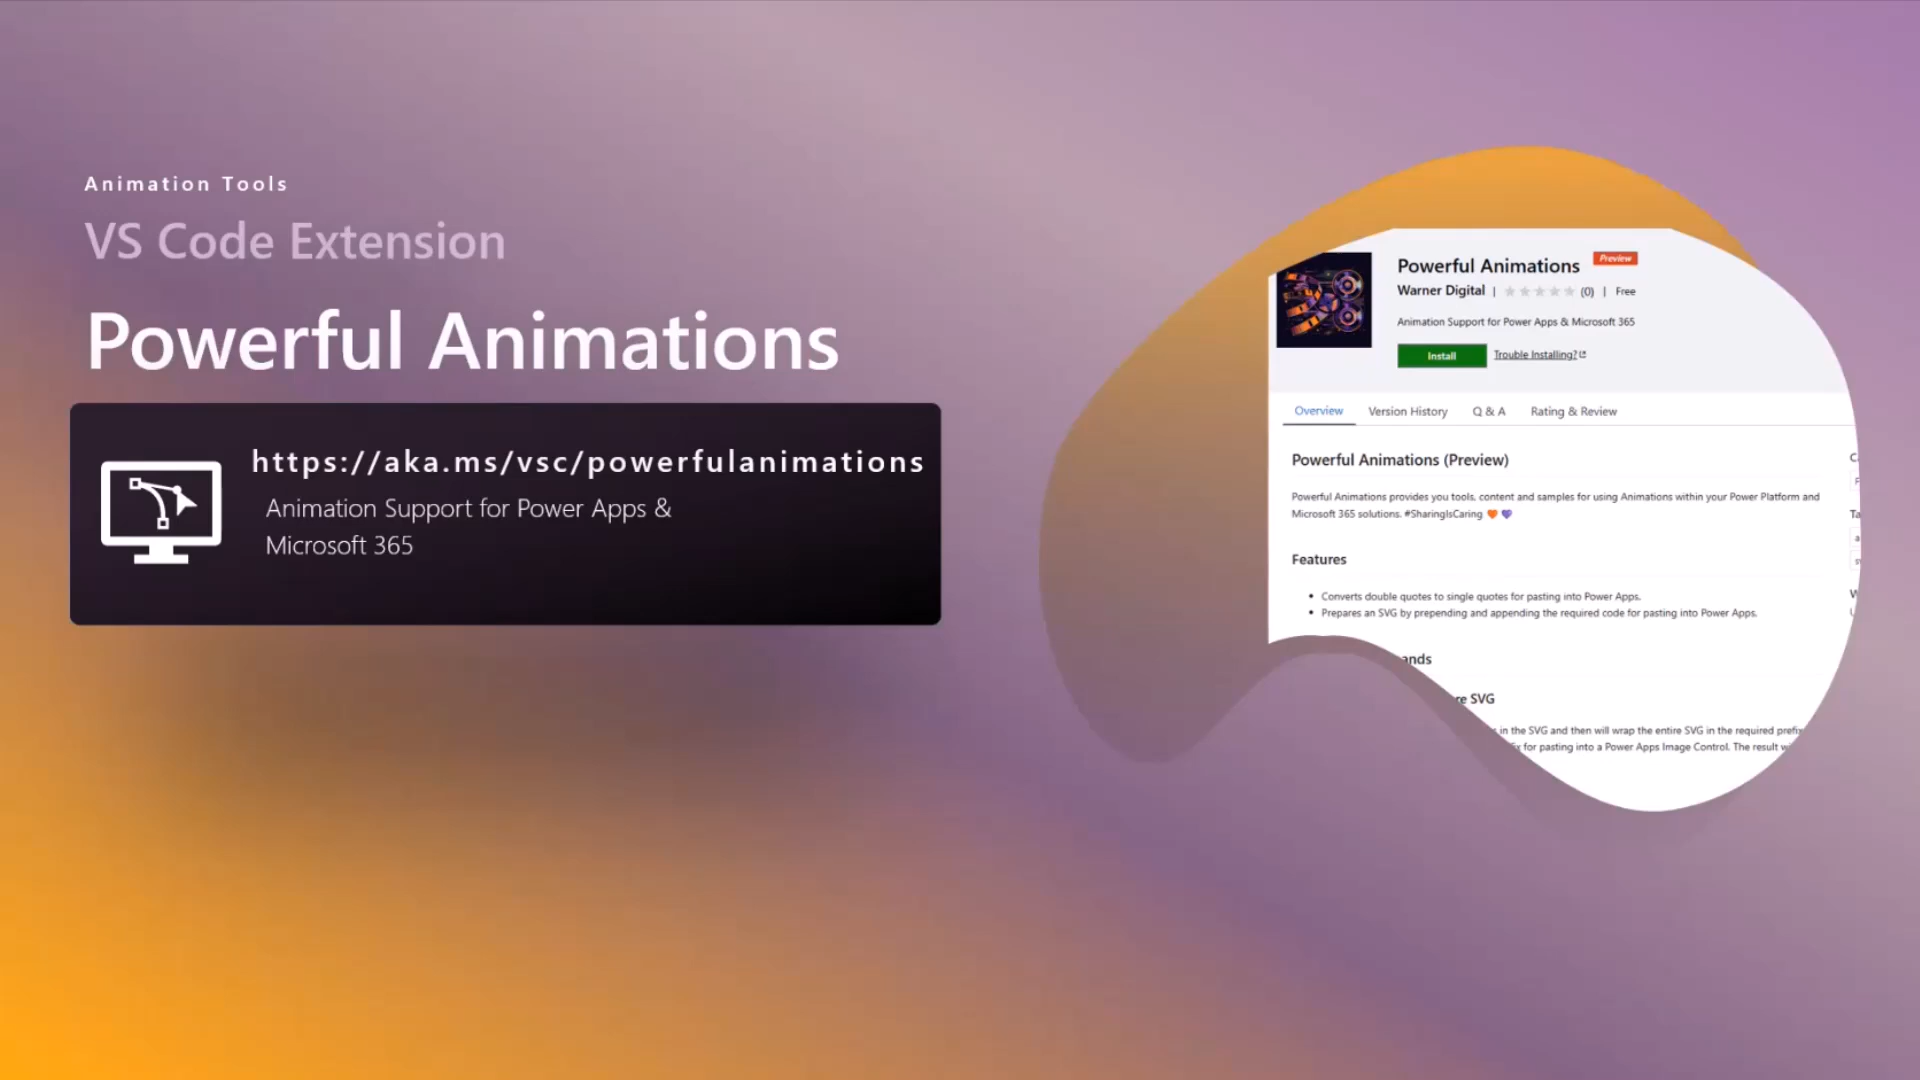 Animation Tools
VS Code Extension
Powerful Animations
https://aka.ms/vsc/powerfulanimations
Animation Support for Power Apps &
Microsoft 365
Powerful Animations Preview
Warner Digital | (0) | Free
Animation Support for Power Apps & Microsoft 365
Install Trouble Installing?
Overview Version History Q & A Rating & Review
Powerful Animations (Preview)
Powerful Animations provides you tools, content and samples for using Animations within your Power Platform and
Microsoft 365 solutions. #SharingIsCaring 🧡 💜
Features
• Converts double quotes to single quotes for pasting into Power Apps.
• Prepares an SVG by prepending and appending the required code for pasting into Power Apps.
ands
re SVG
in the SVG and then will wrap the entire SVG in the required prefix
for pasting into a Power Apps Image Control. The result